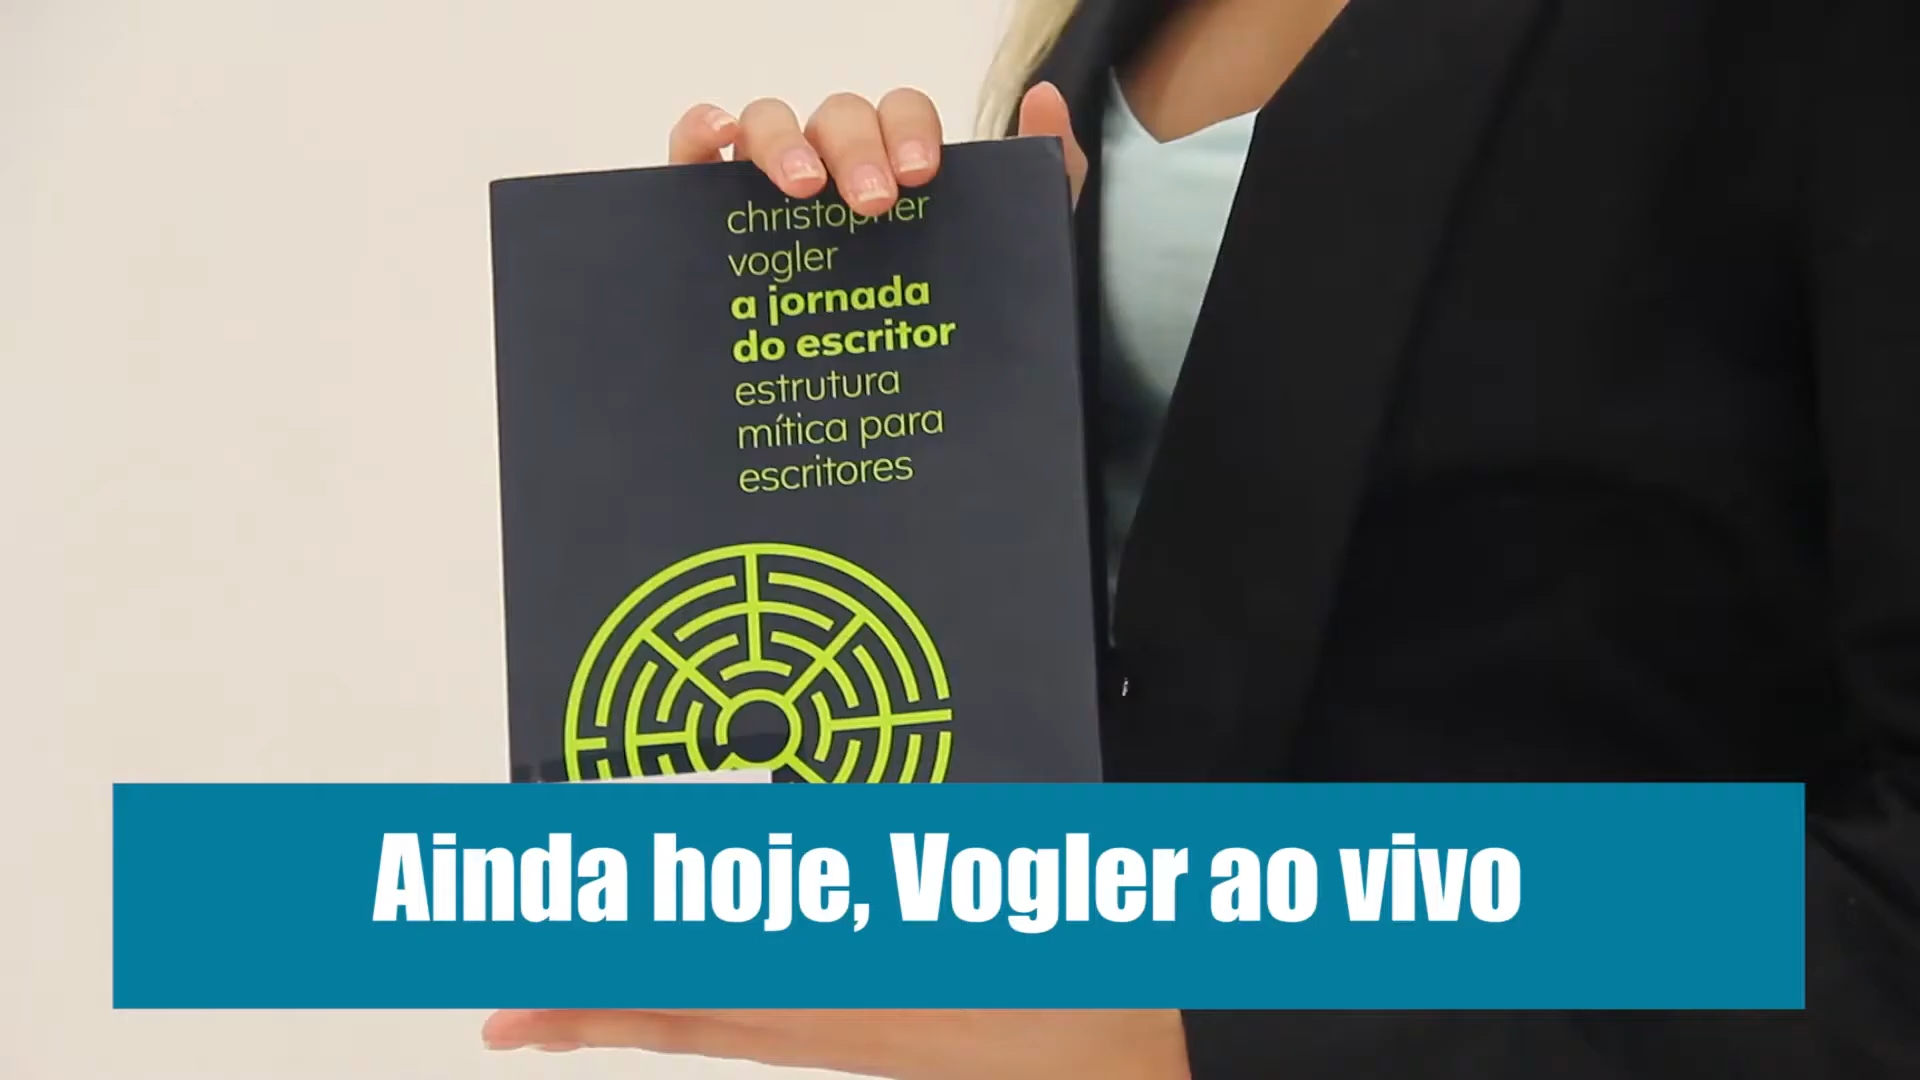 christopher
vogler
a jornada
do escritor
estrutura
mítica para
escritores
Ainda hoje, Vogler ao vivo